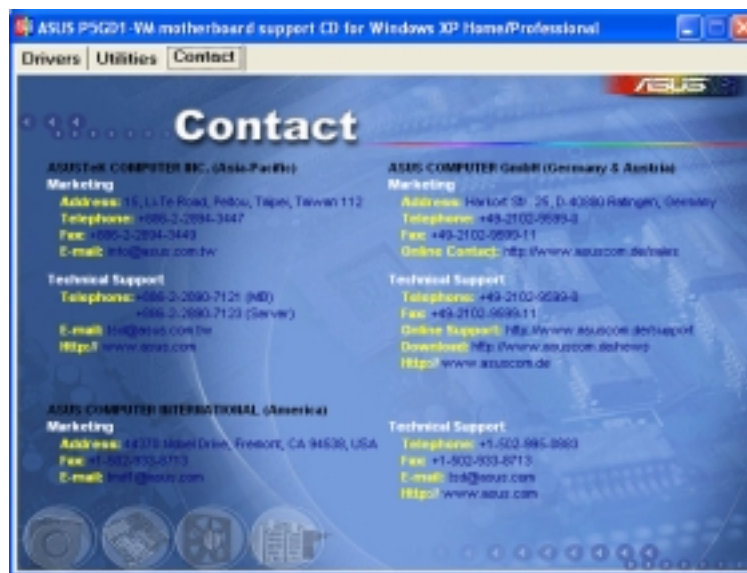 ASUS P5GD1-VM motherboard support CD for Windows XP Home/Professional
Drivers Utilities Contact
ASUS
Contact
ASUSTeK COMPUTER INC. (Asia-Pacific)
Marketing
Address: 15, Li-Te Road, Peitou, Taipei, Taiwan 112
Telephone: +886-2-2894-3447
Fax: +886-2-2894-3449
E-mail: info@asus.com.tw
Technical Support
Telephone: +886-2-2890-7121 (MB)
+886-2-2890-7123 (Server)
E-mail: tsd@asus.com.tw
Http:// www.asus.com
ASUS COMPUTER INTERNATIONAL (America)
Marketing
Address: 44370 Nobel Drive, Fremont, CA 94538, USA
Fax: +1-502-933-8713
E-mail: @asus.com
ASUS COMPUTER GmbH (Germany & Austria)
Marketing
Address: Harkort Str. 25, D-40880 Ratingen, Germany
Telephone: +49-2102-9599-0
Fax: +49-2102-9599-11
Online Contact: http://www.asuscom.de/sales
Technical Support
Telephone: +49-2102-9599-0
Fax: +49-2102-9599-11
Online Support: http://www.asuscom.de/support
Download: http://www.asuscom.de/news
Http:// www.asuscom.de
Technical Support
Telephone: +1-502-995-0883
Fax: +1-502-933-8713
E-mail: tsd@asus.com
Http:// www.asus.com